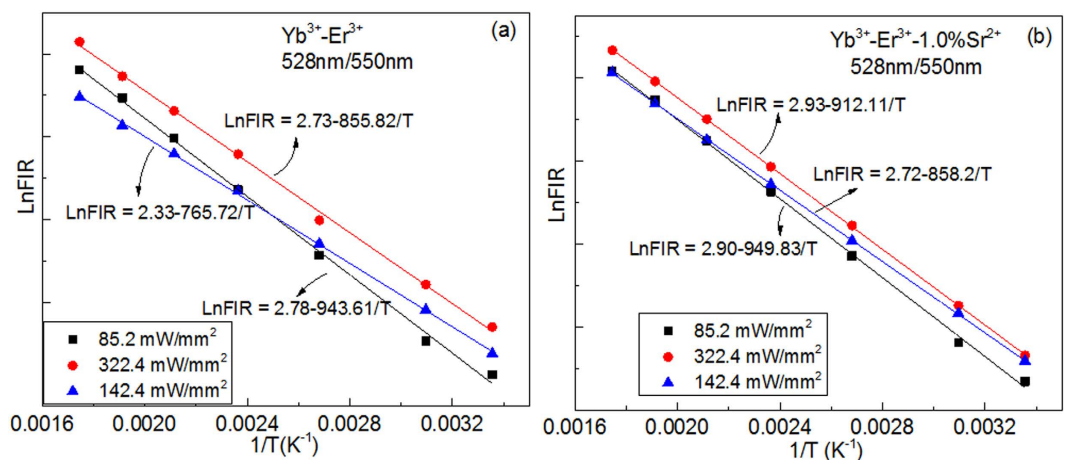 (a)
Yb³⁺-Er³⁺
528nm/550nm
LnFIR = 2.73-855.82/T
LnFIR = 2.33-765.72/T
LnFIR = 2.78-943.61/T
LnFIR
85.2 mW/mm²
322.4 mW/mm²
142.4 mW/mm²
0.0016 0.0020 0.0024 0.0028 0.0032
1/T(K⁻¹)
(b)
Yb³⁺-Er³⁺-1.0%Sr²⁺
528nm/550nm
LnFIR = 2.93-912.11/T
LnFIR = 2.72-858.2/T
LnFIR = 2.90-949.83/T
LnFIR
85.2 mW/mm²
322.4 mW/mm²
142.4 mW/mm²
0.0016 0.0020 0.0024 0.0028 0.0032
1/T (K⁻¹)